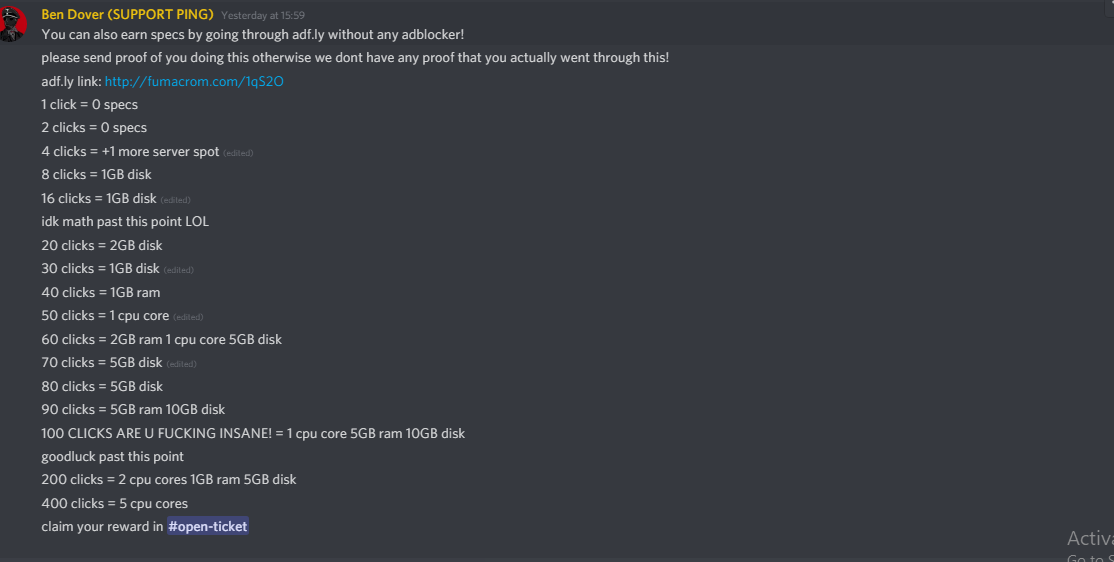 Ben Dover (SUPPORT PING) Yesterday at 15:59
You can also earn specs by going through adf.ly without any adblocker!
please send proof of you doing this otherwise we dont have any proof that you actually went through this!
adf.ly link: http://fumacrom.com/1qS2O
1 click = 0 specs
2 clicks = 0 specs
4 clicks = +1 more server spot (edited)
8 clicks = 1GB disk
16 clicks = 1GB disk (edited)
idk math past this point LOL
20 clicks = 2GB disk
30 clicks = 1GB disk (edited)
40 clicks = 1GB ram
50 clicks = 1 cpu core (edited)
60 clicks = 2GB ram 1 cpu core 5GB disk
70 clicks = 5GB disk (edited)
80 clicks = 5GB disk
90 clicks = 5GB ram 10GB disk
100 CLICKS ARE U FUCKING INSANE! = 1 cpu core 5GB ram 10GB disk
goodluck past this point
200 clicks = 2 cpu cores 1GB ram 5GB disk
400 clicks = 5 cpu cores
claim your reward in #open-ticket
Activa
Go to S